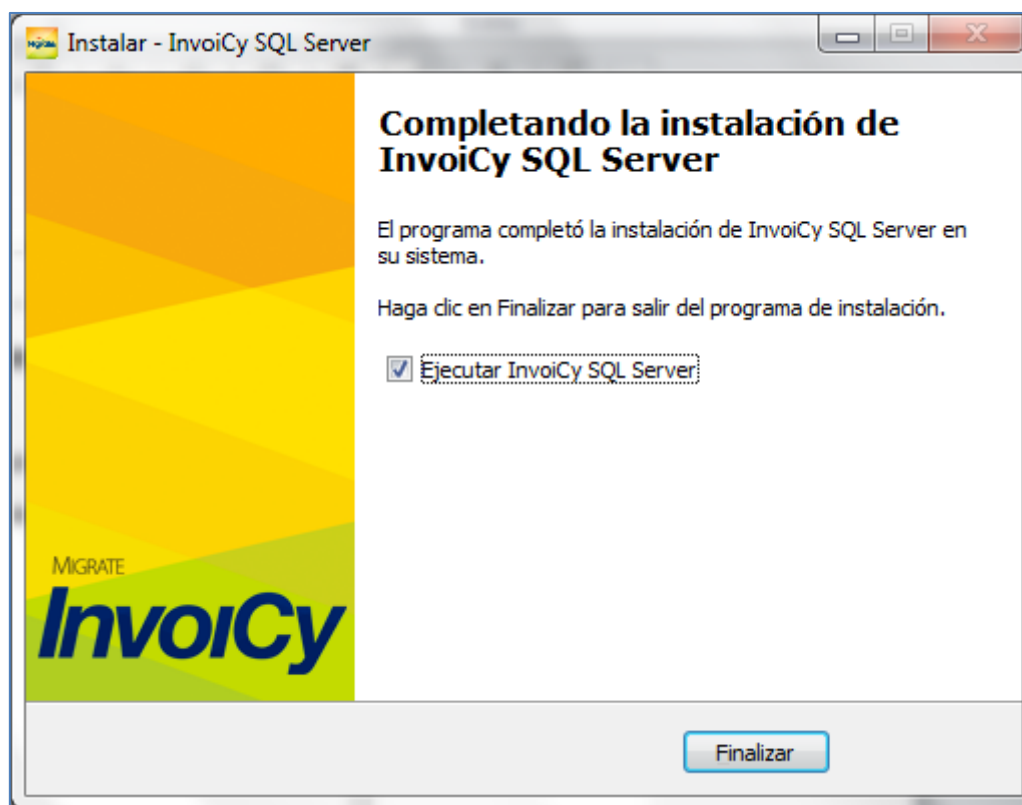 Instalar - InvoiCy SQL Server
Completando la instalación de
InvoiCy SQL Server
El programa completó la instalación de InvoiCy SQL Server en
su sistema.
Haga clic en Finalizar para salir del programa de instalación.
Ejecutar InvoiCy SQL Server
MIGRATE
InvoiCy
Finalizar